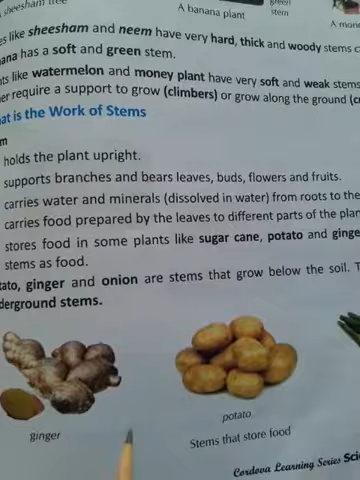 sheesham tree
A banana plant
green
stem
A mone
es like sheesham and neem have very hard, thick and woody stems c
ana has a soft and green stem.
nts like watermelon and money plant have very soft and weak stems
er require a support to grow (climbers) or grow along the ground (c
at is the Work of Stems
m
holds the plant upright.
supports branches and bears leaves, buds, flowers and fruits.
carries water and minerals (dissolved in water) from roots to the
carries food prepared by the leaves to different parts of the plan
stores food in some plants like sugar cane, potato and ginge
stems as food.
tato, ginger and onion are stems that grow below the soil. T
derground stems.
ginger
potato
Stems that store food
Cordova Learning Series Sci